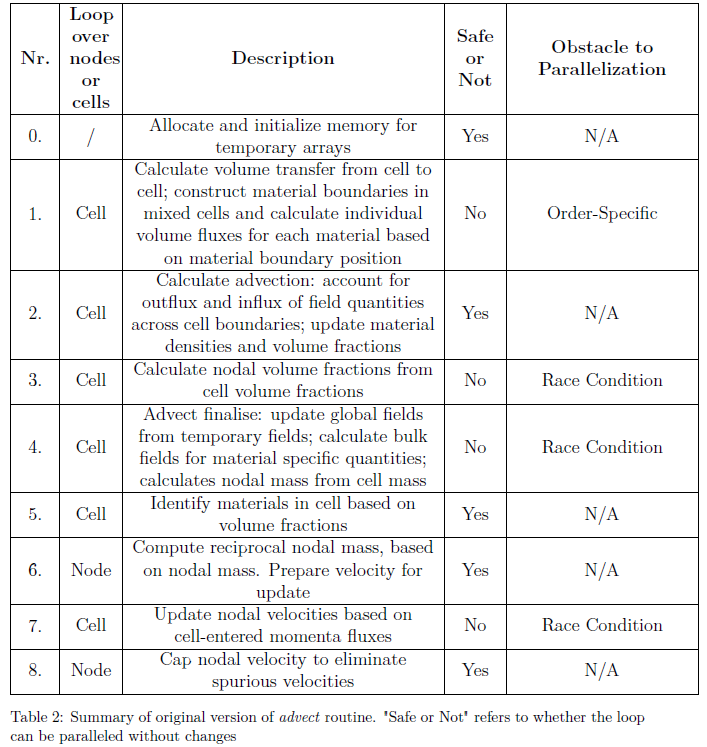 Nr.
Loop
over
nodes
or
cells
Description
Safe
or
Not
Obstacle to
Parallelization
0.
/
Allocate and initialize memory for
temporary arrays
Yes
N/A
1.
Cell
Calculate volume transfer from cell to
cell; construct material boundaries in
mixed cells and calculate individual
volume fluxes for each material based
on material boundary position
No
Order-Specific
2.
Cell
Calculate advection: account for
outflux and influx of field quantities
across cell boundaries; update material
densities and volume fractions
Yes
N/A
3.
Cell
Calculate nodal volume fractions from
cell volume fractions
No
Race Condition
4.
Cell
Advect finalise: update global fields
from temporary fields; calculate bulk
fields for material specific quantities;
calculates nodal mass from cell mass
No
Race Condition
5.
Cell
Identify materials in cell based on
volume fractions
Yes
N/A
6.
Node
Compute reciprocal nodal mass, based
on nodal mass. Prepare velocity for
update
Yes
N/A
7.
Cell
Update nodal velocities based on
cell-entered momenta fluxes
No
Race Condition
8.
Node
Cap nodal velocity to eliminate
spurious velocities
Yes
N/A
Table 2: Summary of original version of advect routine. "Safe or Not" refers to whether the loop
can be paralleled without changes